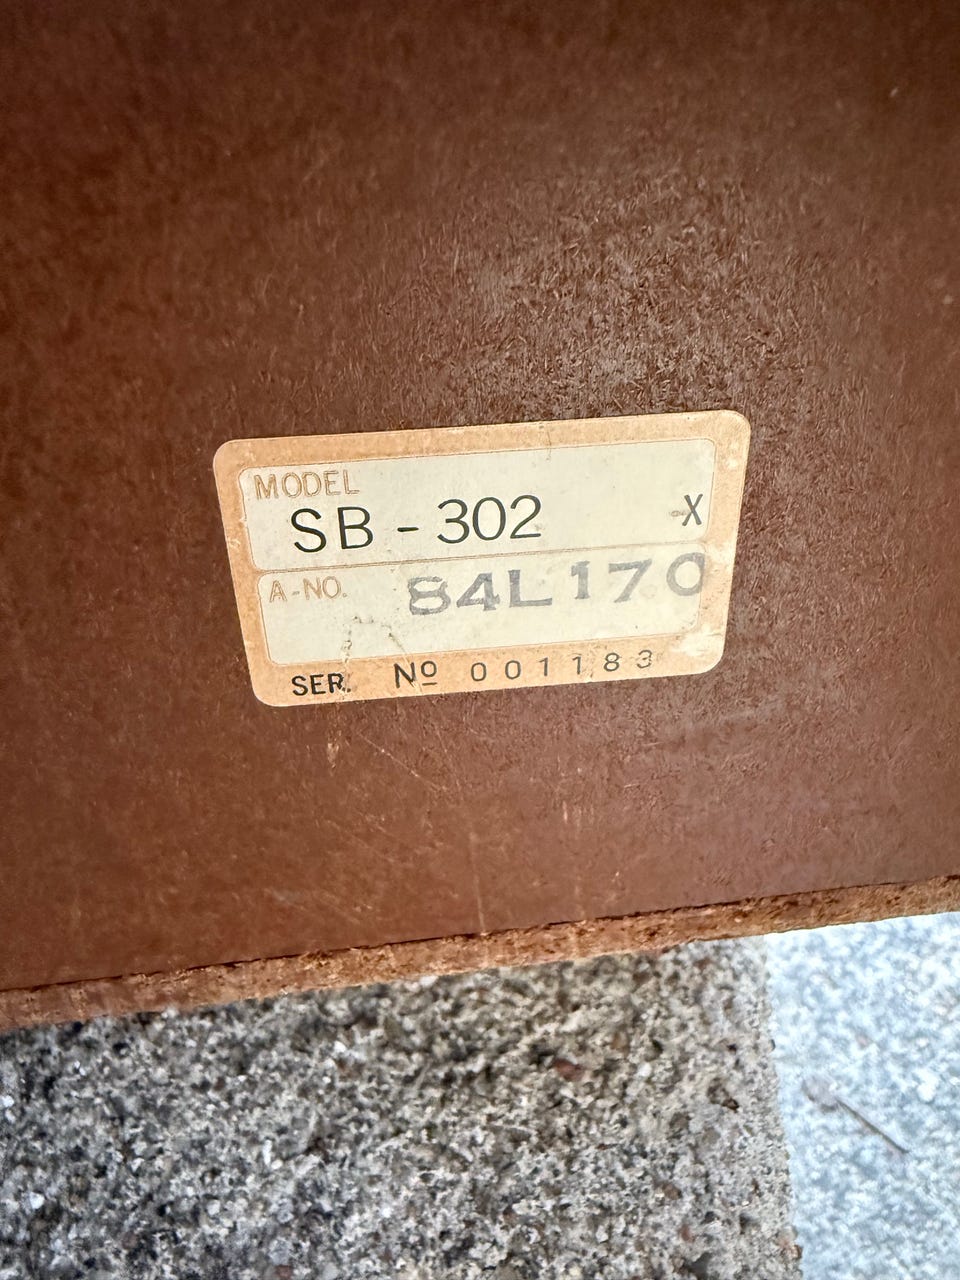 MODEL
SB - 302 -X
A-NO. 84L170
SER. Nº 001183